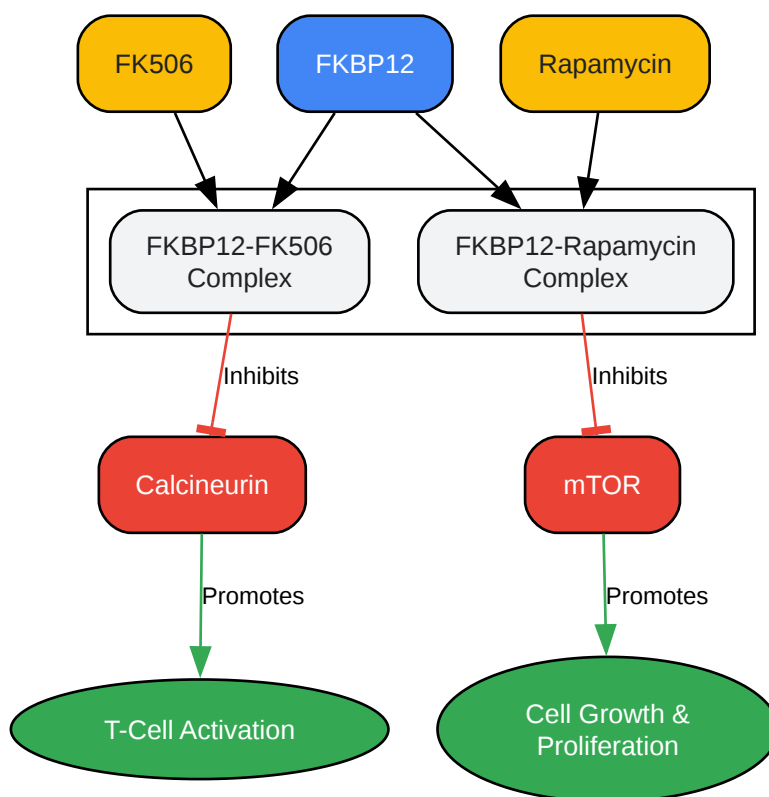 FK506
FKBP12
Rapamycin
FKBP12-FK506
Complex
FKBP12-Rapamycin
Complex
Inhibits
Inhibits
Calcineurin
mTOR
Promotes
Promotes
T-Cell Activation
Cell Growth &
Proliferation